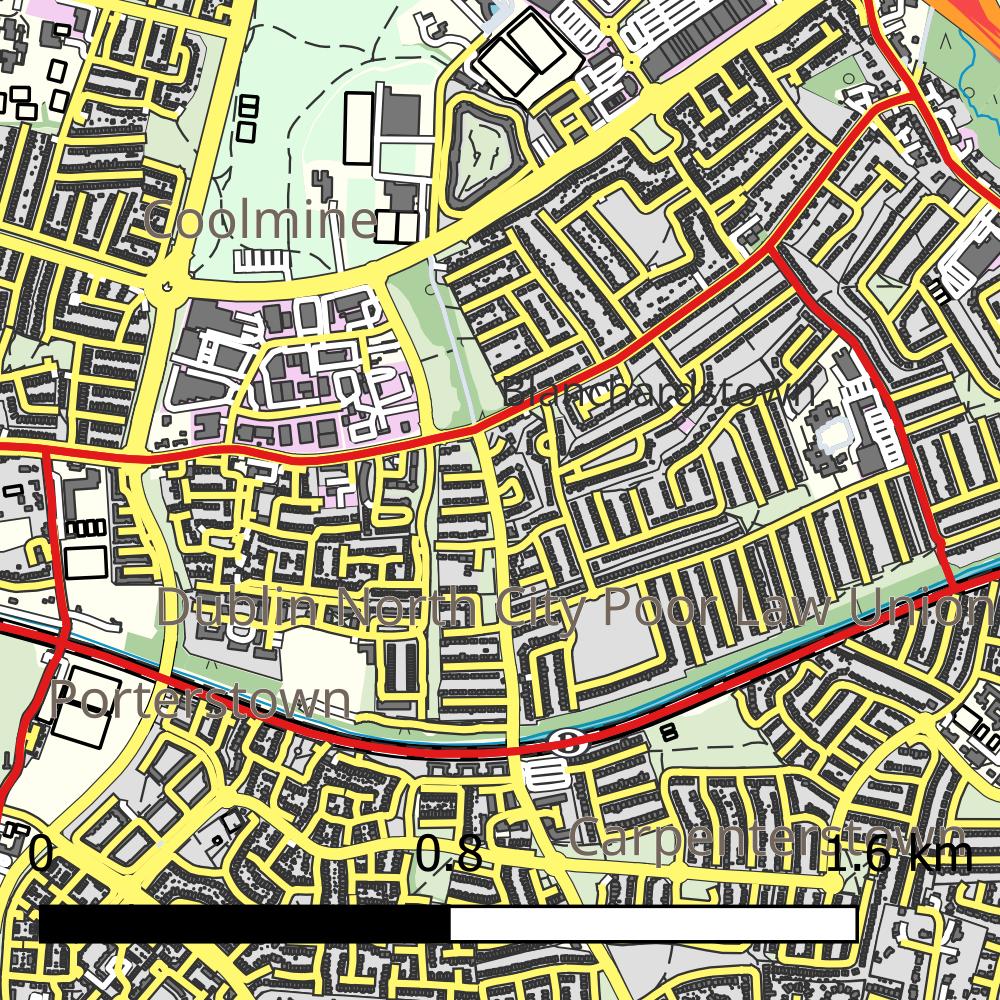 Coolmine
Blanchardstown
Dublin North City Poor Law Union
Porterstown
Carpenterstown
0 0.8 1.6 km